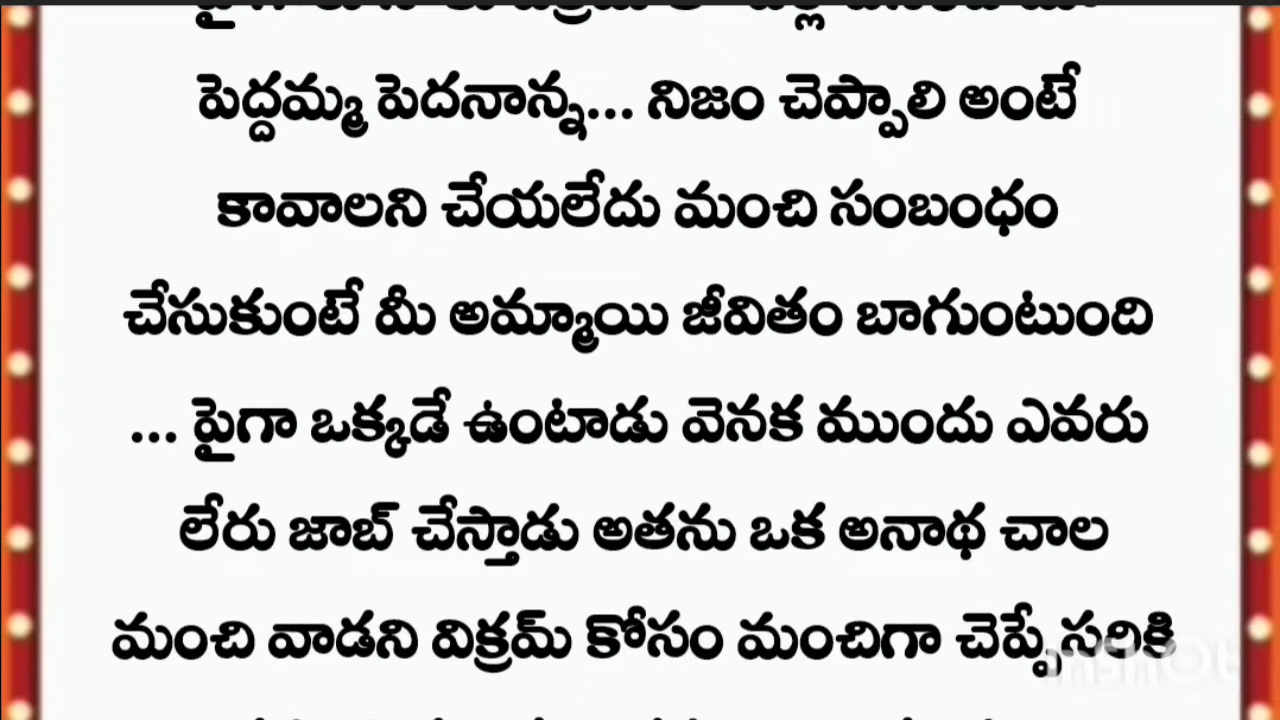 పెద్దమ్మ పెదనాన్న... నిజం చెప్పాలి అంటే
కావాలని చేయలేదు మంచి సంబంధం
చేసుకుంటే మీ అమ్మాయి జీవితం బాగుంటుంది
... పైగా ఒక్కడే ఉంటాడు వెనక ముందు ఎవరు
లేరు జాబ్ చేస్తాడు అతను ఒక అనాథ చాల
మంచి వాడని విక్రమ్ కోసం మంచిగా చెప్పేసరికి